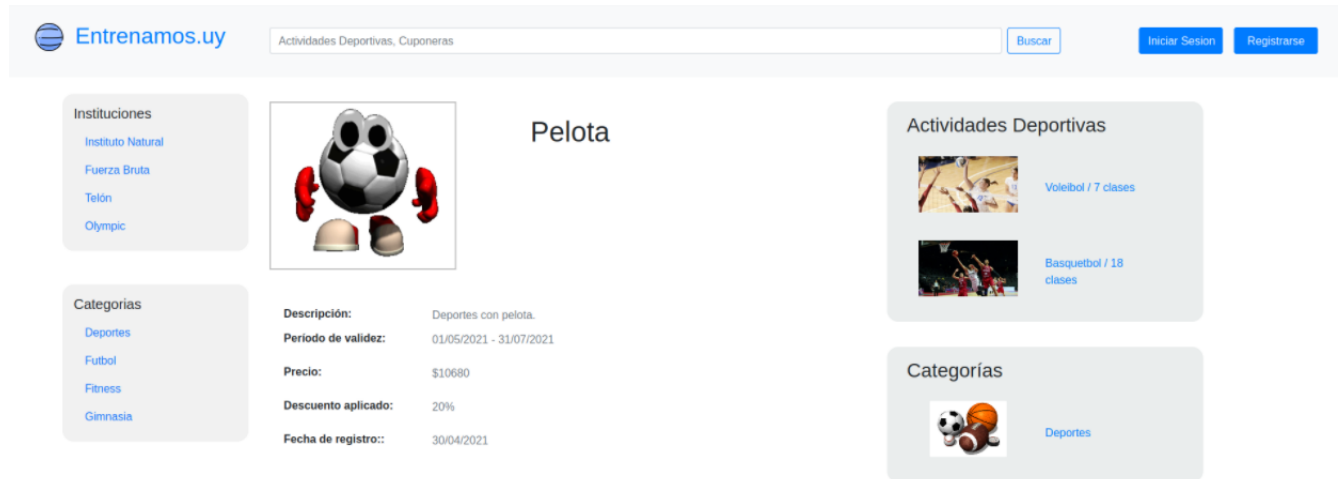 Entrenamos.uy
Actividades Deportivas, Cuponeras
Buscar
Iniciar Sesion
Registrarse
Instituciones
Instituto Natural
Fuerza Bruta
Telón
Olympic
Categorias
Deportes
Futbol
Fitness
Gimnasia
Pelota
Descripción: Deportes con pelota.
Período de validez: 01/05/2021 - 31/07/2021
Precio: $10680
Descuento aplicado: 20%
Fecha de registro:: 30/04/2021
Actividades Deportivas
Voleibol / 7 clases
Basquetbol / 18
clases
Categorías
Deportes